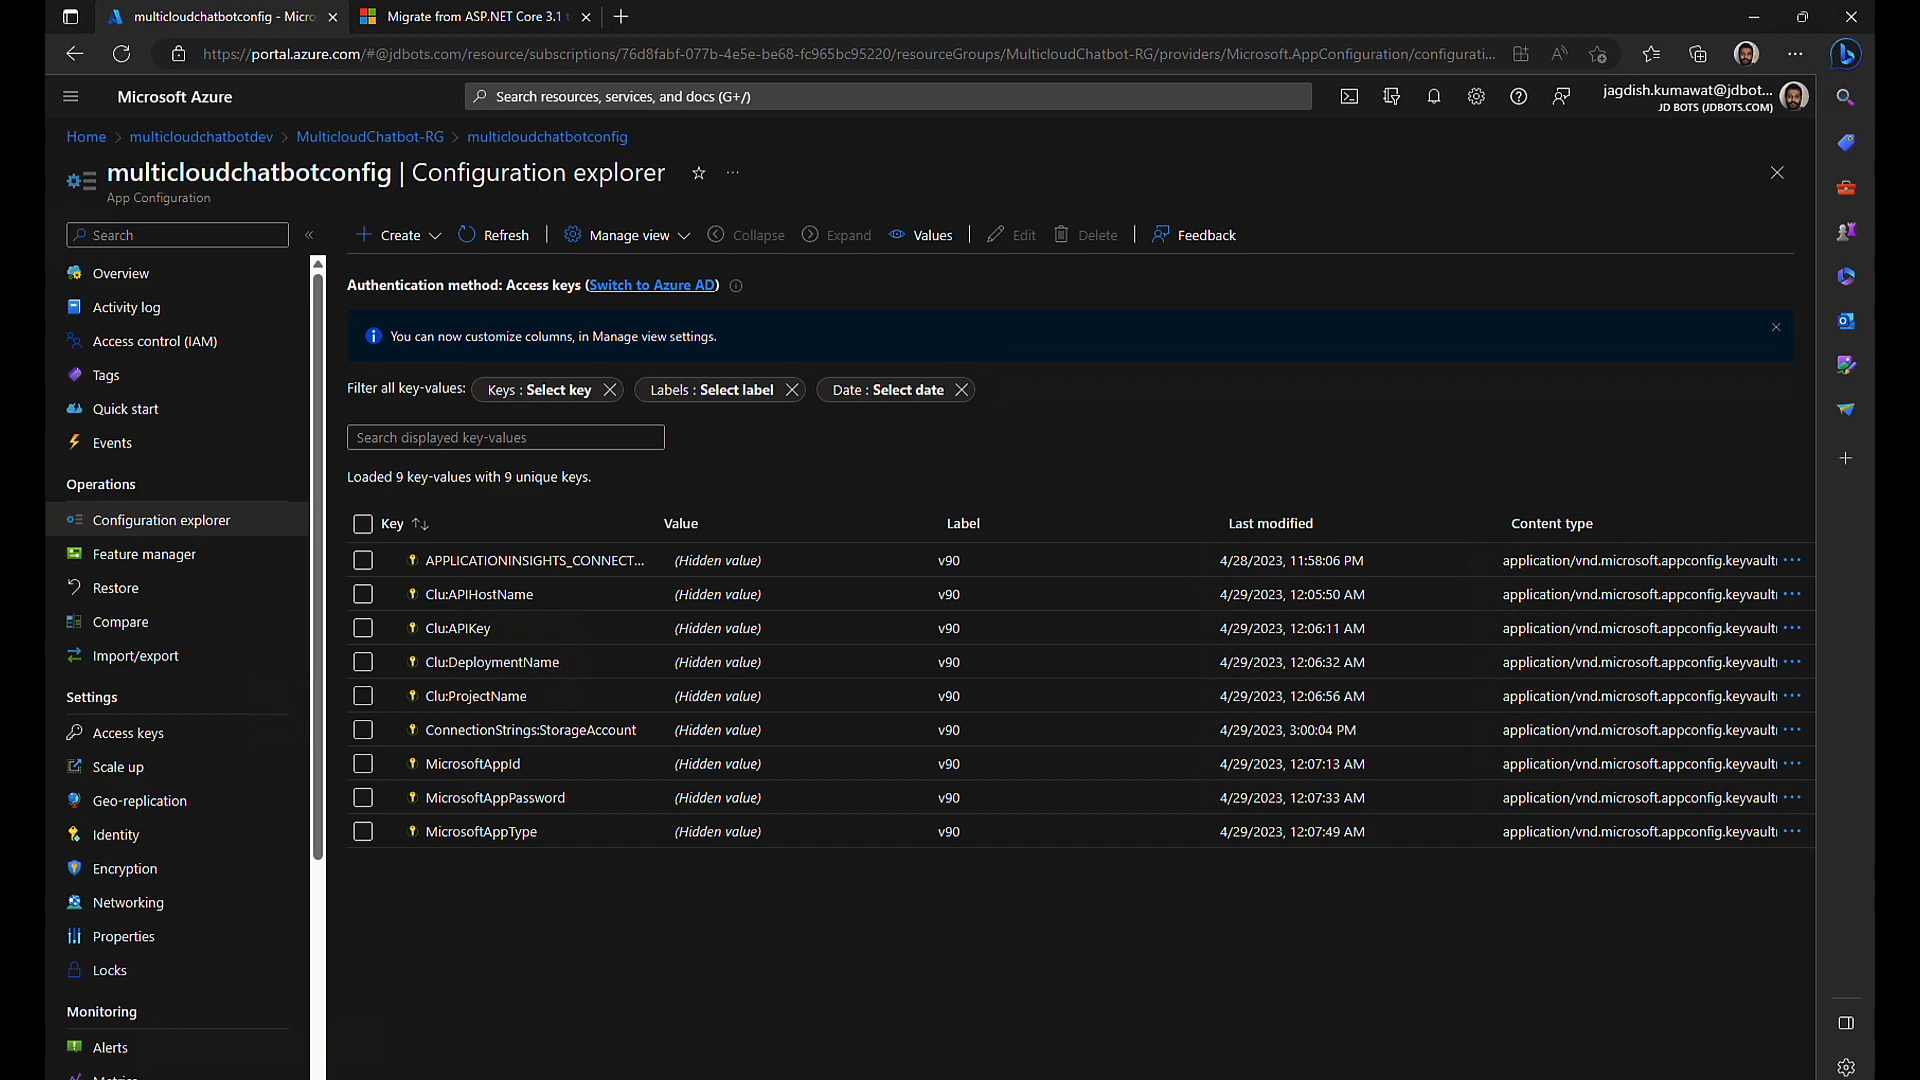 multicloudchatbotconfig - Micro
Migrate from ASP.NET Core 3.1 t
https://portal.azure.com/#@jdbots.com/resource/subscriptions/76d8fabf-077b-4e5e-be68-fc965bc95220/resourceGroups/MulticloudChatbot-RG/providers/Microsoft.AppConfiguration/configurati...
Microsoft Azure
Search resources, services, and docs (G+/)
jagdish.kumawat@jdbot...
JD BOTS (JDBOTS.COM)
Home > multicloudchatbotdev > MulticloudChatbot-RG > multicloudchatbotconfig
multicloudchatbotconfig | Configuration explorer
App Configuration
Search
Overview
Activity log
Access control (IAM)
Tags
Quick start
Events
Operations
Configuration explorer
Feature manager
Restore
Compare
Import/export
Settings
Access keys
Scale up
Geo-replication
Identity
Encryption
Networking
Properties
Locks
Monitoring
Alerts
Create Refresh Manage view Collapse Expand Values Edit Delete Feedback
Authentication method: Access keys (Switch to Azure AD)
You can now customize columns, in Manage view settings.
Filter all key-values: Keys : Select key Labels : Select label Date : Select date
Search displayed key-values
Loaded 9 key-values with 9 unique keys.
Key Value Label Last modified Content type
APPLICATIONINSIGHTS_CONNECT... (Hidden value) v90 4/28/2023, 11:58:06 PM application/vnd.microsoft.appconfig.keyvault
Clu:APIHostName (Hidden value) v90 4/29/2023, 12:05:50 AM application/vnd.microsoft.appconfig.keyvault
Clu:APIKey (Hidden value) v90 4/29/2023, 12:06:11 AM application/vnd.microsoft.appconfig.keyvault
Clu:DeploymentName (Hidden value) v90 4/29/2023, 12:06:32 AM application/vnd.microsoft.appconfig.keyvault
Clu:ProjectName (Hidden value) v90 4/29/2023, 12:06:56 AM application/vnd.microsoft.appconfig.keyvault
ConnectionStrings:StorageAccount (Hidden value) v90 4/29/2023, 3:00:04 PM application/vnd.microsoft.appconfig.keyvault
MicrosoftAppId (Hidden value) v90 4/29/2023, 12:07:13 AM application/vnd.microsoft.appconfig.keyvault
MicrosoftAppPassword (Hidden value) v90 4/29/2023, 12:07:33 AM application/vnd.microsoft.appconfig.keyvault
MicrosoftAppType (Hidden value) v90 4/29/2023, 12:07:49 AM application/vnd.microsoft.appconfig.keyvault